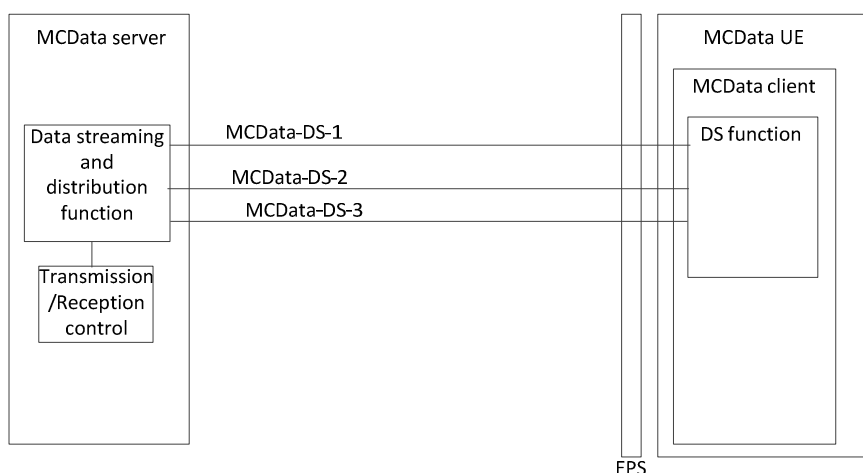 MCData server
MCData UE
MCData client
Data streaming
and
distribution
function
MCData-DS-1
DS function
MCData-DS-2
MCData-DS-3
Transmission
/Reception
control
EPS